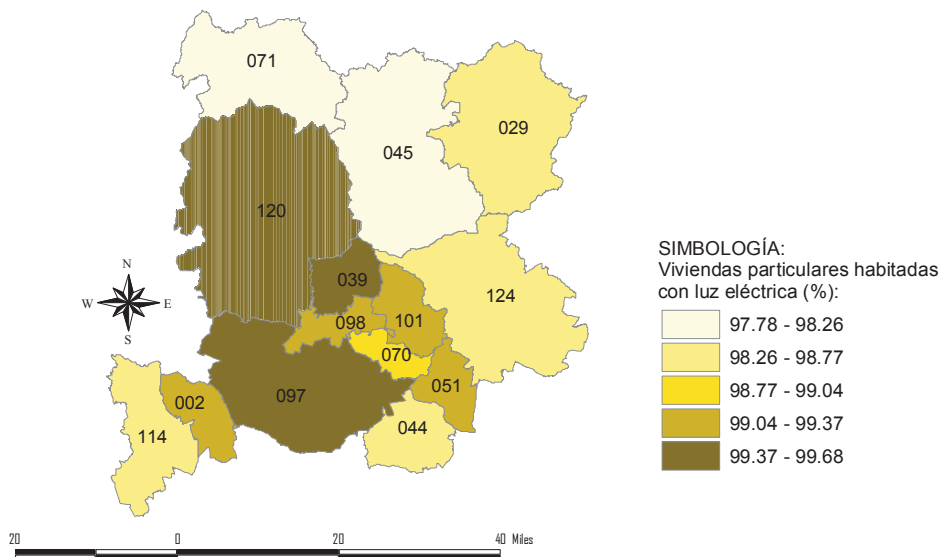 071
029
045
120
SIMBOLOGÍA:
Viviendas particulares habitadas
con luz eléctrica (%):
97.78 - 98.26
98.26 - 98.77
98.77 - 99.04
99.04 - 99.37
99.37 - 99.68
039
124
N
W
E
S
098
101
070
051
097
002
044
114
20
0
20
40 Miles